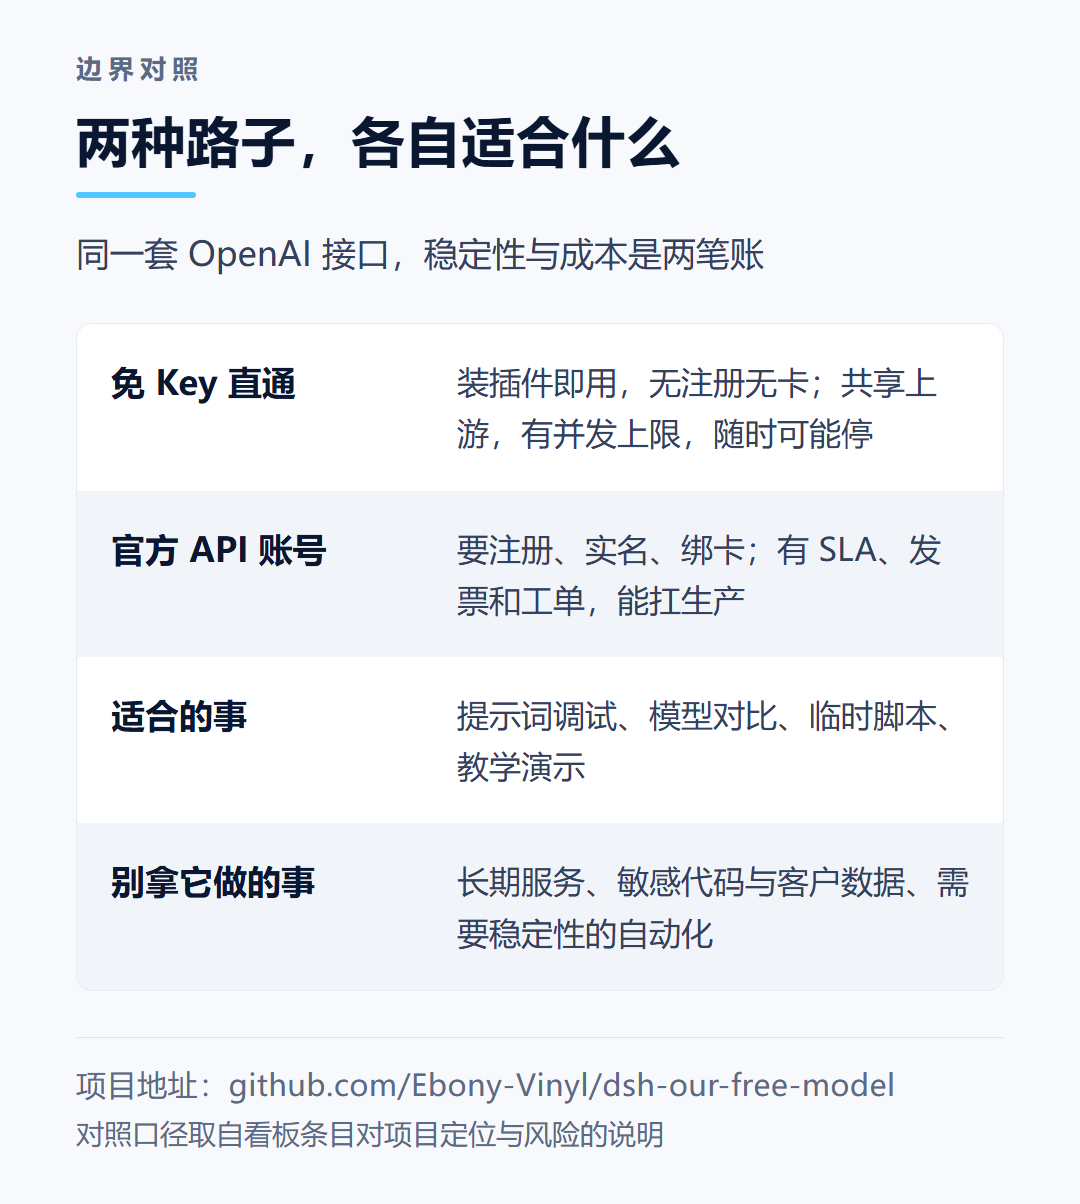 边界对照
两种路子，各自适合什么
同一套 OpenAI 接口，稳定性与成本是两笔账
免 Key 直通
装插件即用，无注册无卡；共享上
游，有并发上限，随时可能停
官方 API 账号
要注册、实名、绑卡；有 SLA、发
票和工单，能扛生产
适合的事
提示词调试、模型对比、临时脚本、
教学演示
别拿它做的事
长期服务、敏感代码与客户数据、需
要稳定性的自动化
项目地址：github.com/Ebony-Vinyl/dsh-our-free-model
对照口径取自看板条目对项目定位与风险的说明